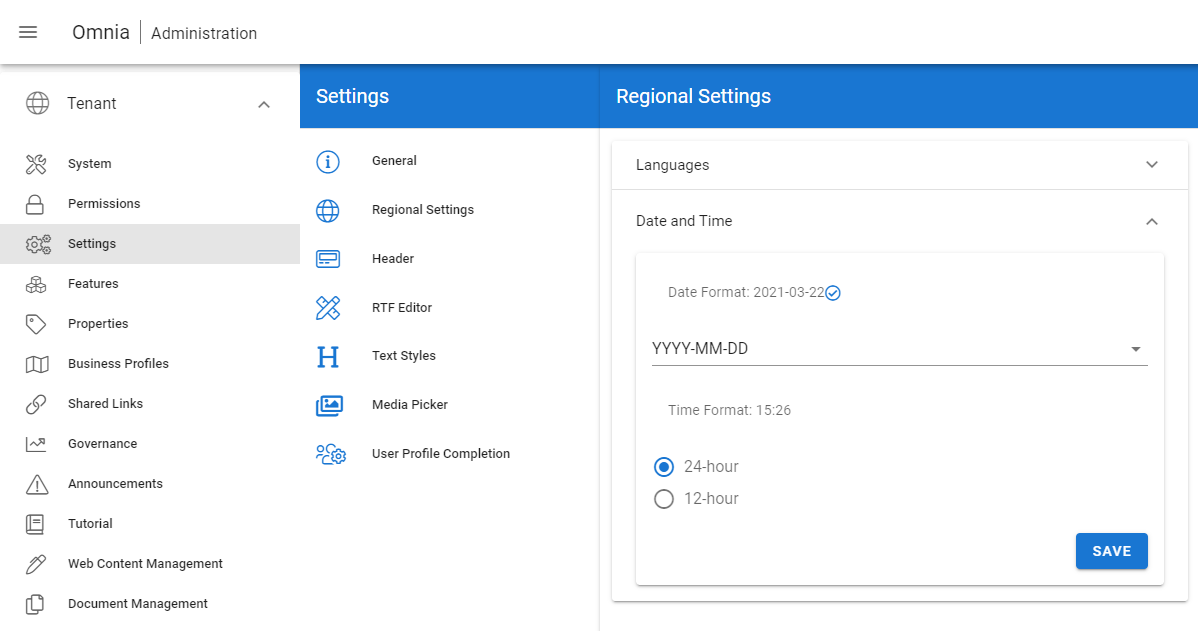 Omnia
Administration
Tenant
System
Permissions
Settings
Features
Properties
Business Profiles
Shared Links
Governance
Announcements
Tutorial
Web Content Management
Document Management
Settings
General
Regional Settings
Header
RTF Editor
Text Styles
Media Picker
User Profile Completion
Regional Settings
Languages
Date and Time
Date Format: 2021-03-22
YYYY-MM-DD
Time Format: 15:26
24-hour
12-hour
SAVE